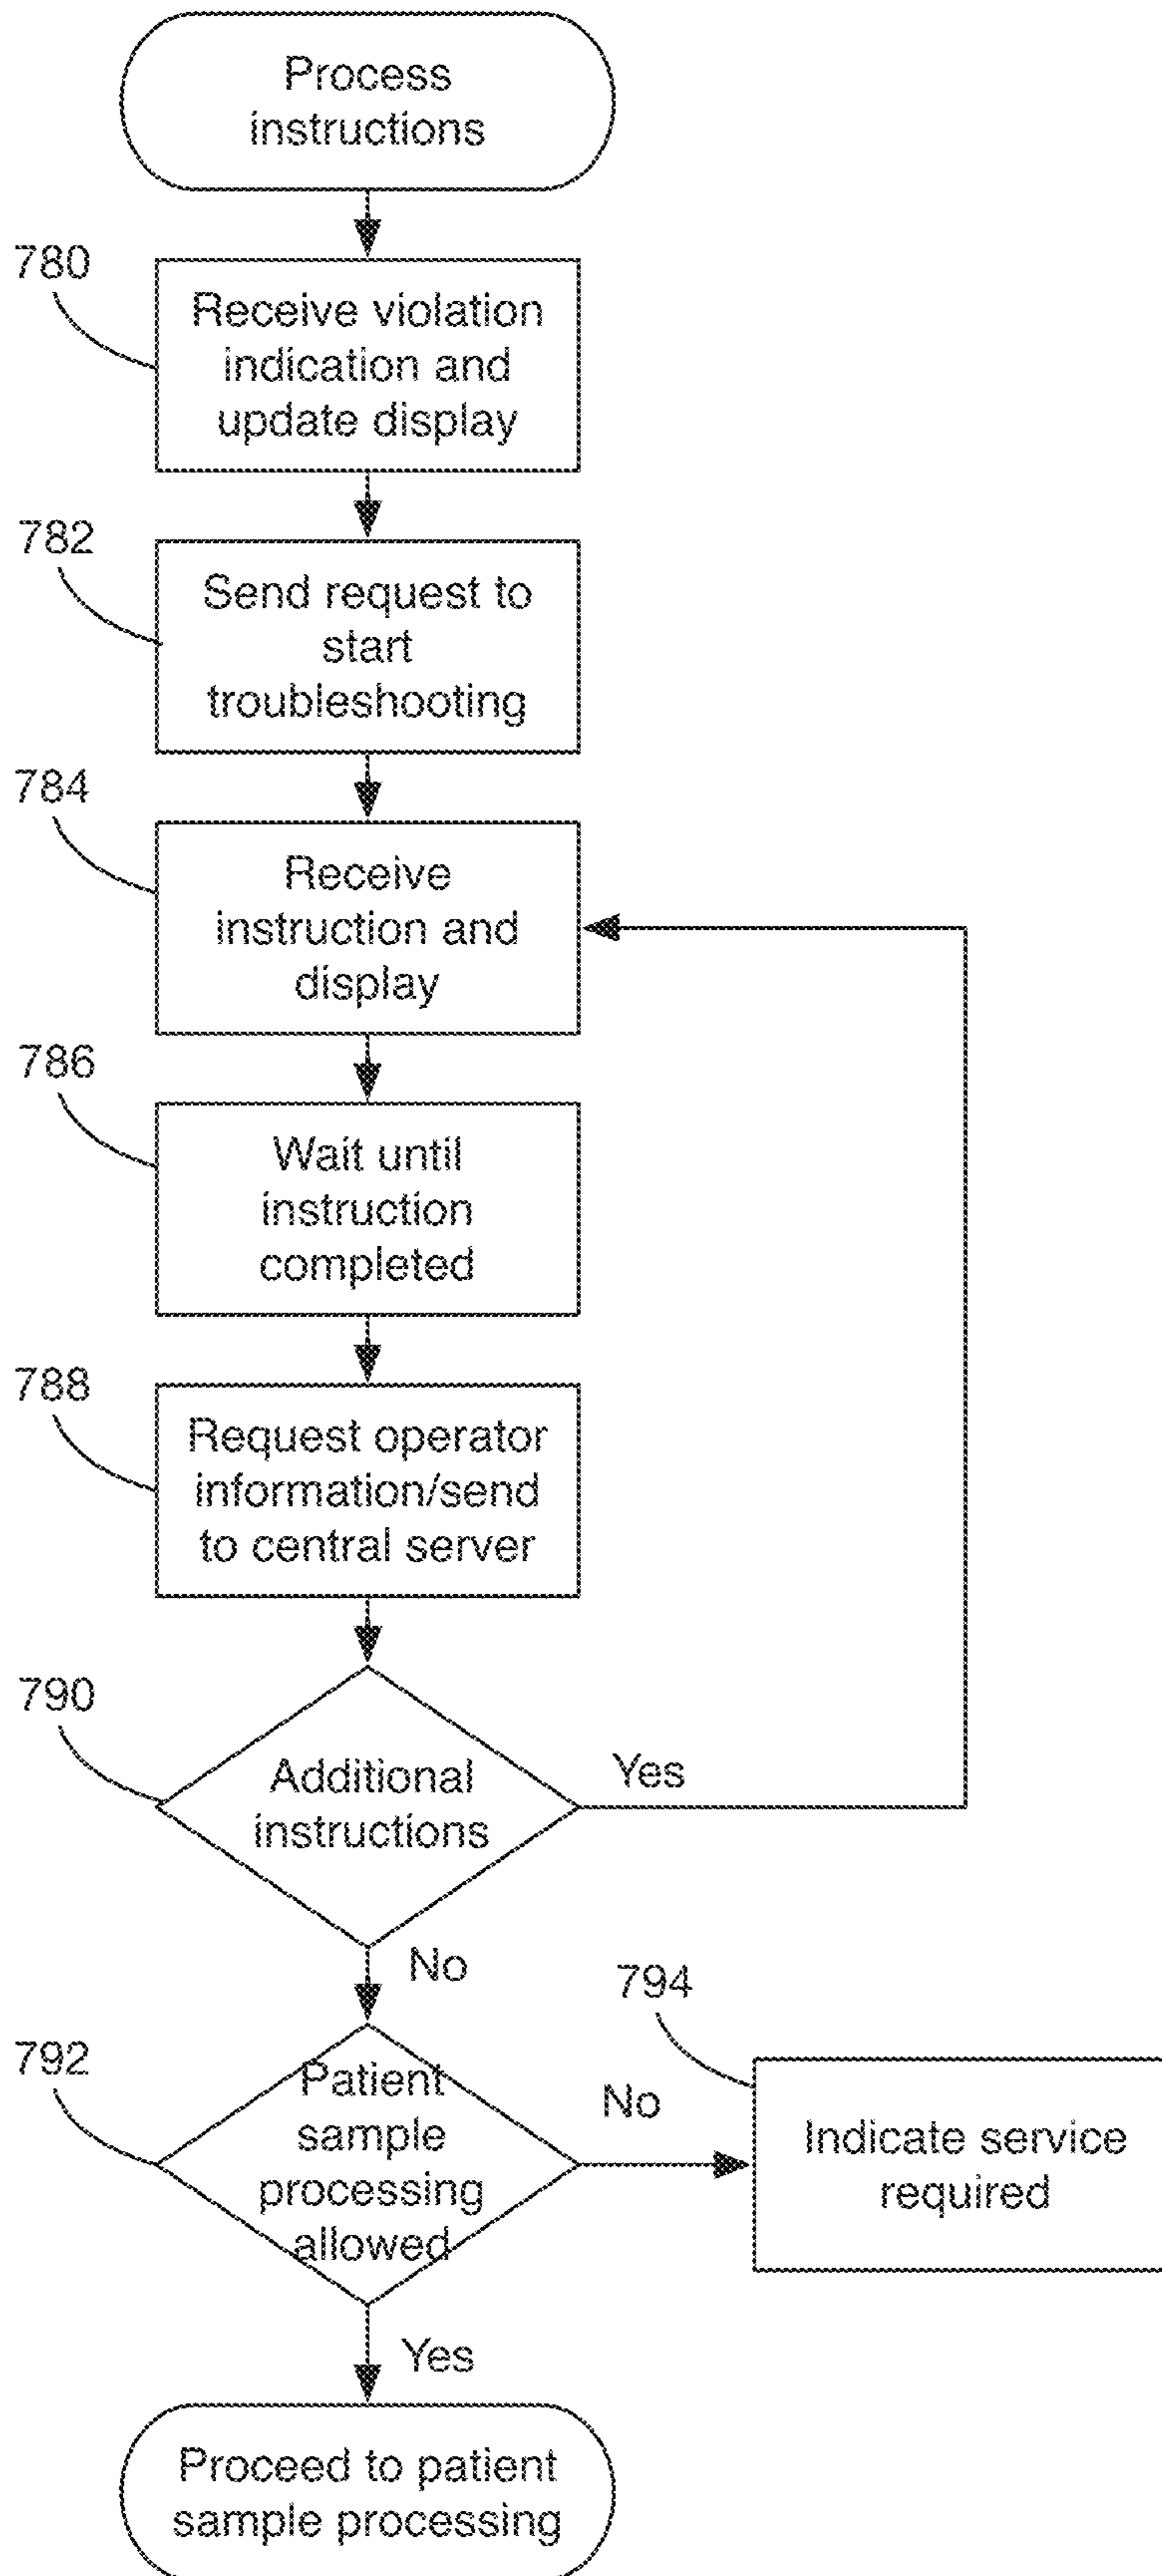 Process
instructions
780
Receive violation
indication and
update display
782
Send request to
start
troubleshooting
784
Receive
instruction and
display
786
Wait until
instruction
completed
788
Request operator
information/send
to central server
790
Additional
instructions
Yes
No
792
Patient
sample
processing
allowed
No
794
Indicate service
required
Yes
Proceed to patient
sample processing